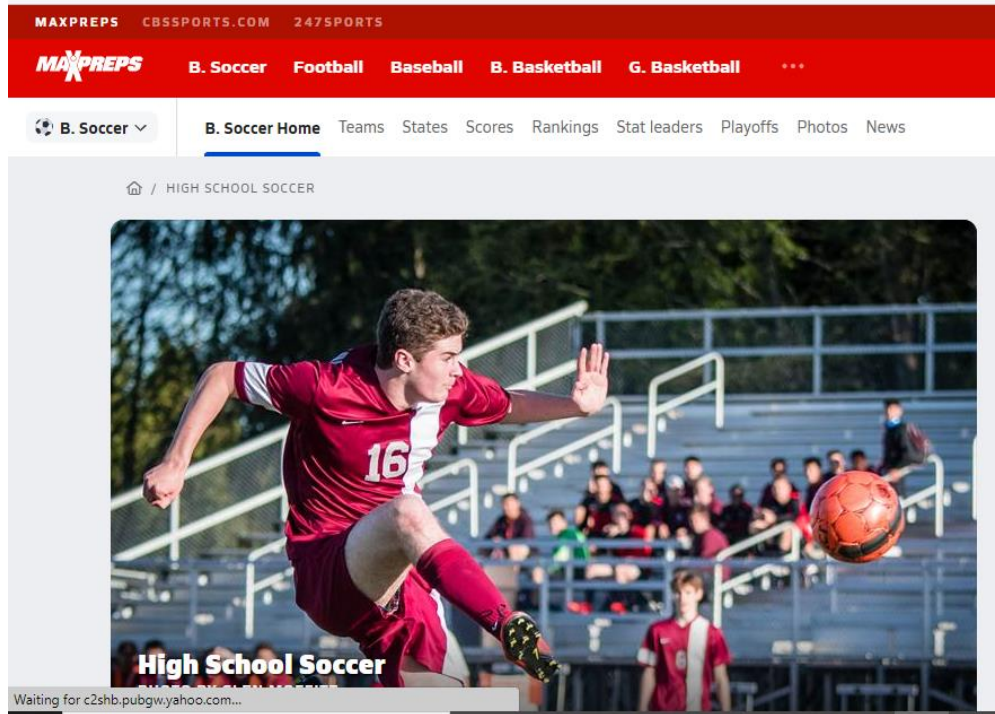 MAXPREPS CBSSPORTS.COM 247SPORTS
MAXPREPS B. Soccer Football Baseball B. Basketball G. Basketball ...
B. Soccer B. Soccer Home Teams States Scores Rankings Stat leaders Playoffs Photos News
/ HIGH SCHOOL SOCCER
16
8
High School Soccer
Waiting for c2shb.pubgw.yahoo.com...